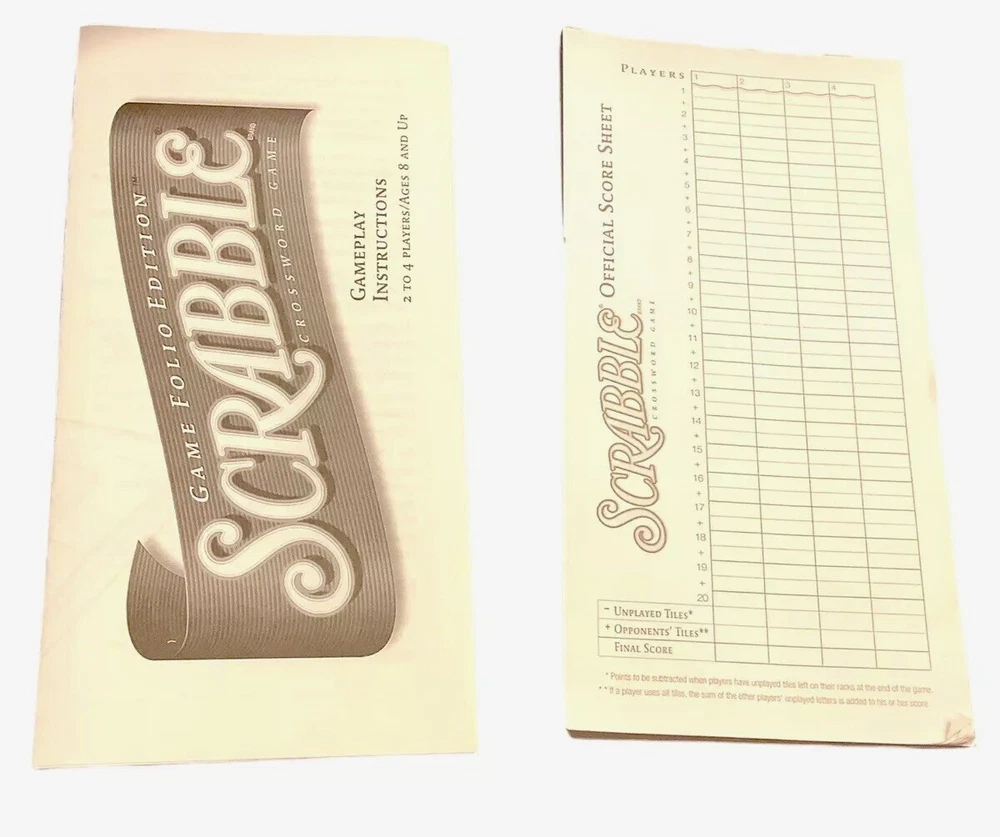 GAME FOLIO EDITION™
SCRABBLE
BRAND
CROSSWORD GAME
GAMEPLAY
INSTRUCTIONS
2 TO 4 PLAYERS/AGES 8 AND UP
SCRABBLE® OFFICIAL SCORE SHEET
BRAND
CROSSWORD GAME
PLAYERS 1 2 3 4
1
+
2
+
3
+
4
+
5
+
6
+
7
+
8
+
9
+
10
+
11
+
12
+
13
+
14
+
15
+
16
+
17
+
18
+
19
+
20
- UNPLAYED TILES*
+ OPPONENTS' TILES**
FINAL SCORE
* Points to be subtracted when players have unplayed tiles left on their racks at the end of the game.
** If a player uses all tiles, the sum of the other players' unplayed letters is added to his or her score.